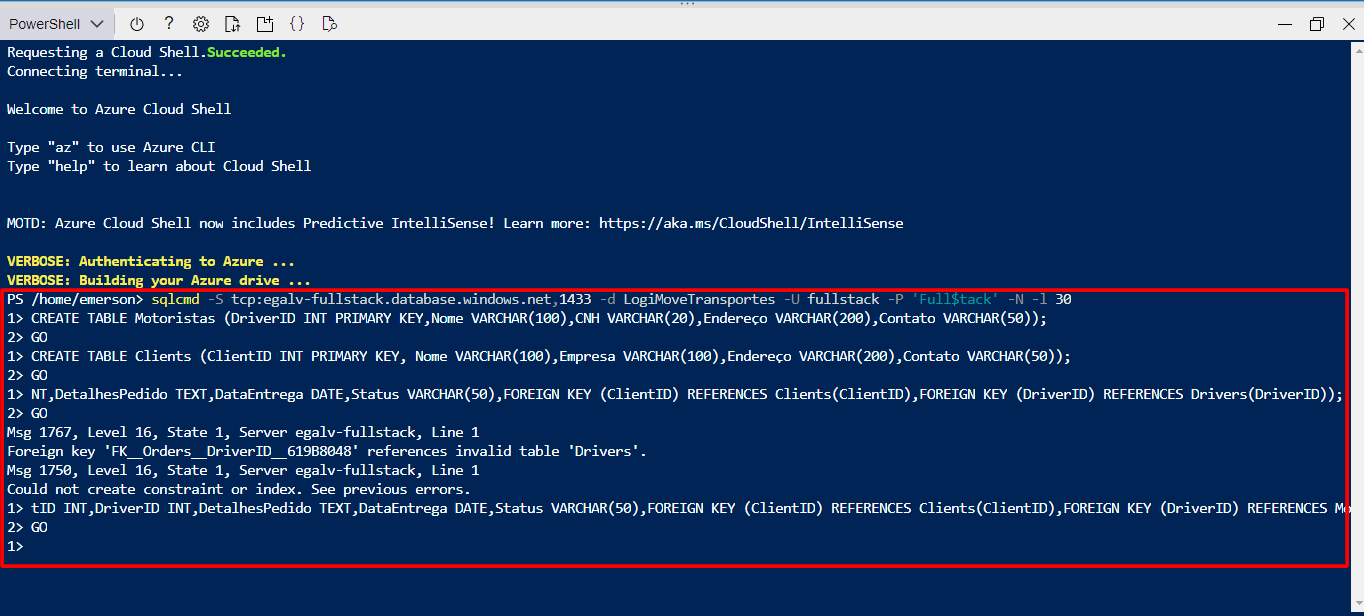 PowerShell
Requesting a Cloud Shell.Succeeded.
Connecting terminal...
Welcome to Azure Cloud Shell
Type "az" to use Azure CLI
Type "help" to learn about Cloud Shell
MOTD: Azure Cloud Shell now includes Predictive IntelliSense! Learn more: https://aka.ms/CloudShell/IntelliSense
VERBOSE: Authenticating to Azure ...
VERBOSE: Building your Azure drive ...
PS /home/emerson> sqlcmd -S tcp:egalv-fullstack.database.windows.net,1433 -d LogiMoveTransportes -U fullstack -P 'Full$tack' -N -l 30
1> CREATE TABLE Motoristas (DriverID INT PRIMARY KEY,Nome VARCHAR(100),CNH VARCHAR(20),Endereço VARCHAR(200),Contato VARCHAR(50));
2> GO
1> CREATE TABLE Clients (ClientID INT PRIMARY KEY, Nome VARCHAR(100),Empresa VARCHAR(100),Endereço VARCHAR(200),Contato VARCHAR(50));
2> GO
1> NT,DetalhesPedido TEXT,DataEntrega DATE,Status VARCHAR(50),FOREIGN KEY (ClientID) REFERENCES Clients(ClientID),FOREIGN KEY (DriverID) REFERENCES Drivers(DriverID));
2> GO
Msg 1767, Level 16, State 1, Server egalv-fullstack, Line 1
Foreign key 'FK__Orders__DriverID__619B8048' references invalid table 'Drivers'.
Msg 1750, Level 16, State 1, Server egalv-fullstack, Line 1
Could not create constraint or index. See previous errors.
1> tID INT,DriverID INT,DetalhesPedido TEXT,DataEntrega DATE,Status VARCHAR(50),FOREIGN KEY (ClientID) REFERENCES Clients(ClientID),FOREIGN KEY (DriverID) REFERENCES Mo
2> GO
1>